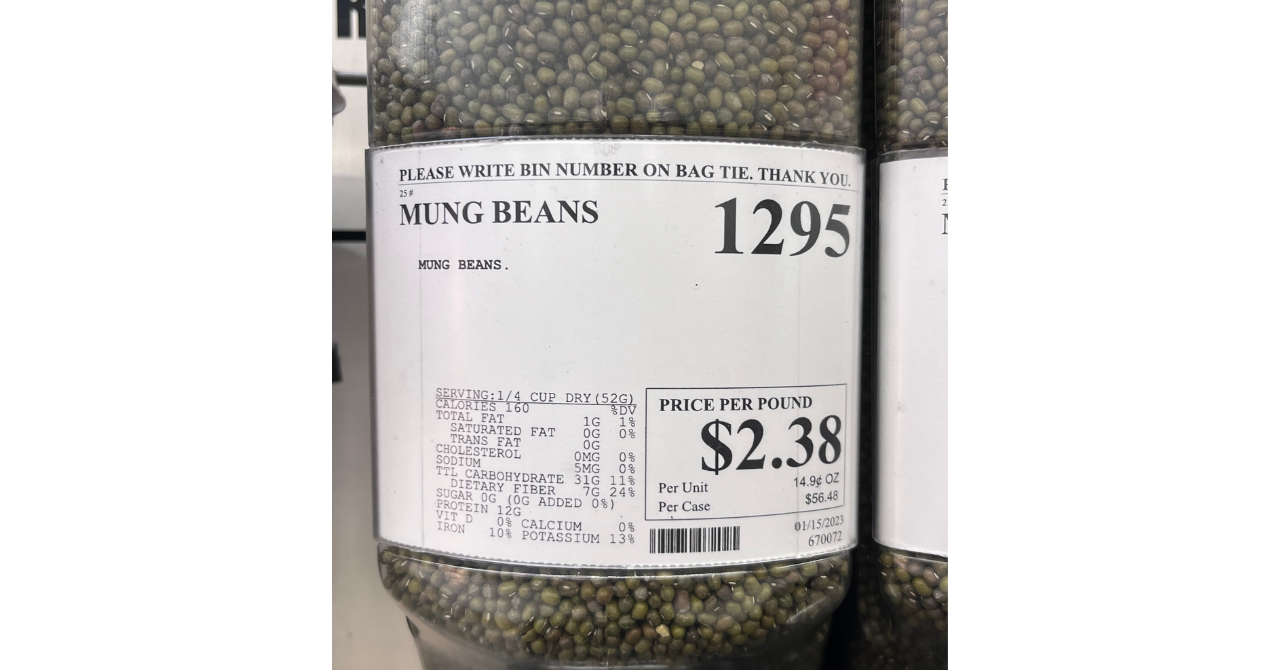 PLEASE WRITE BIN NUMBER ON BAG TIE. THANK YOU.
25 #
MUNG BEANS 1295
MUNG BEANS.
SERVING:1/4 CUP DRY(52G)
CALORIES 160 %DV
TOTAL FAT 1G 1%
SATURATED FAT 0G 0%
TRANS FAT 0G
CHOLESTEROL 0MG 0%
SODIUM 5MG 0%
TTL CARBOHYDRATE 31G 11%
DIETARY FIBER 7G 24%
SUGAR 0G (0G ADDED 0%)
PROTEIN 12G
VIT D 0% CALCIUM 0%
IRON 10% POTASSIUM 13%
PRICE PER POUND
$2.38
Per Unit 14.9¢ OZ
Per Case $56.48
01/15/2023
670072